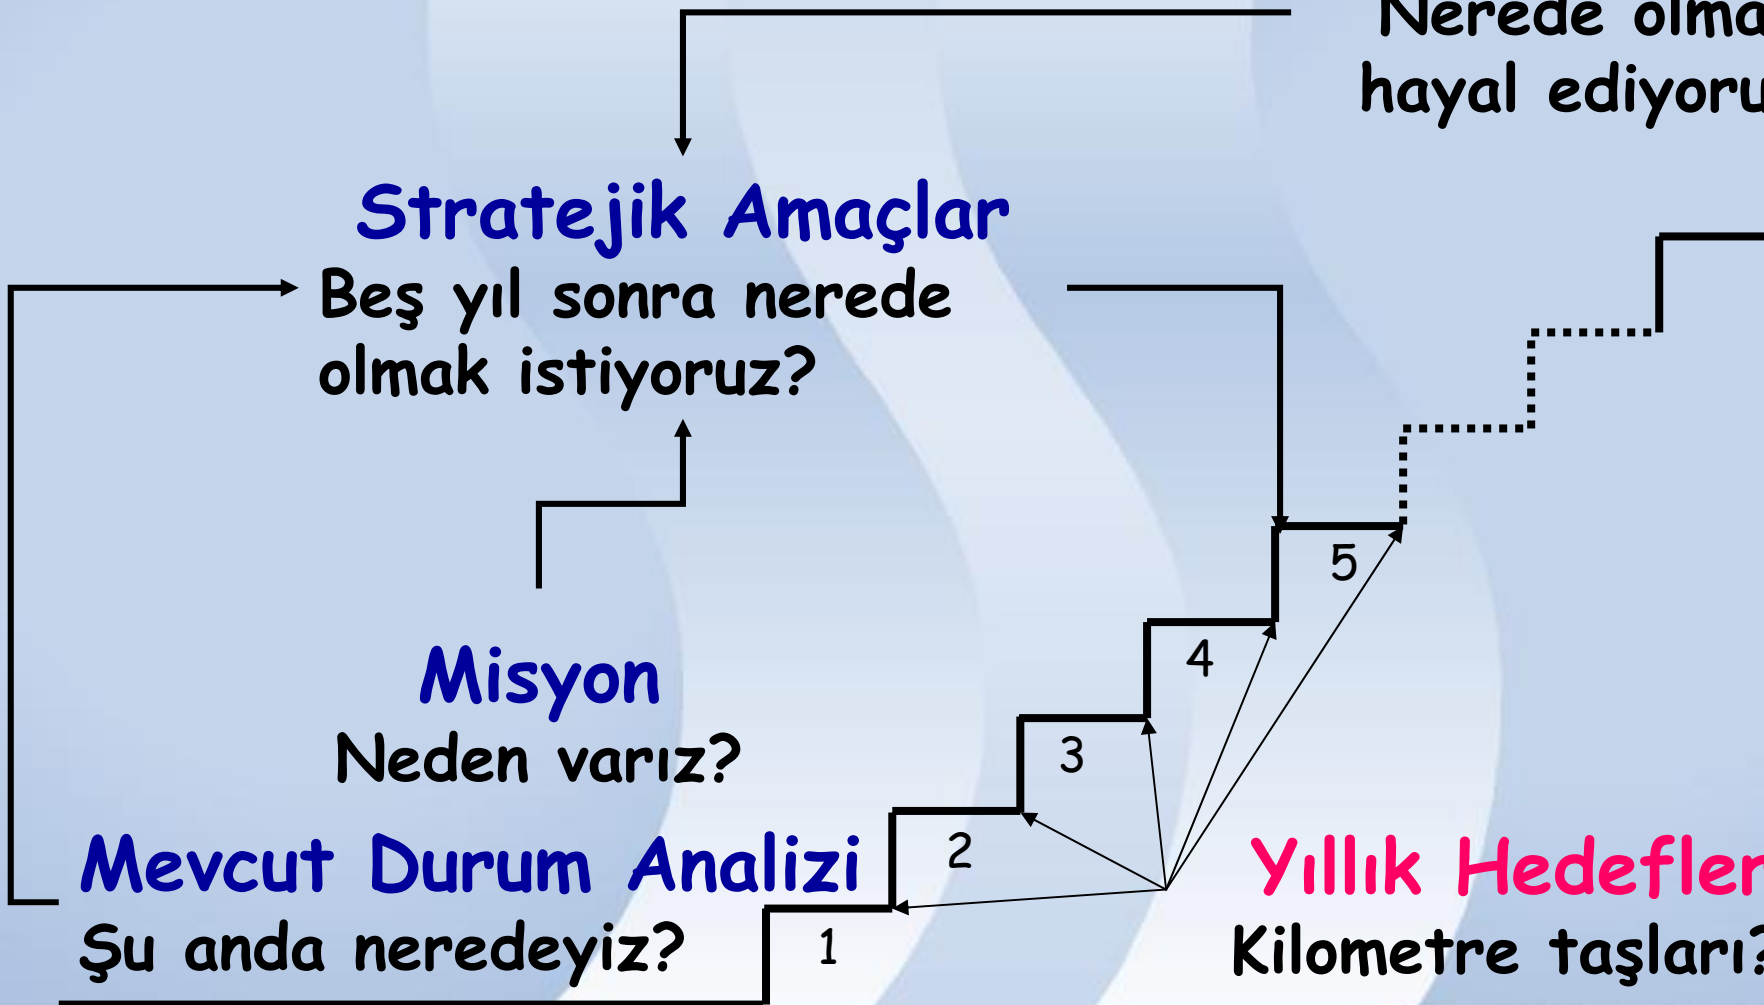 Nerede
hayal
Stratejik Amaçlar
Beş yıl sonra nerede
olmak istiyoruz?
5
4
Misyon
Neden varız?
3
2
Mevcut Durum Analizi
Şu anda neredeyiz?
1
Yıllık Hedefler
Kilometre taşları?